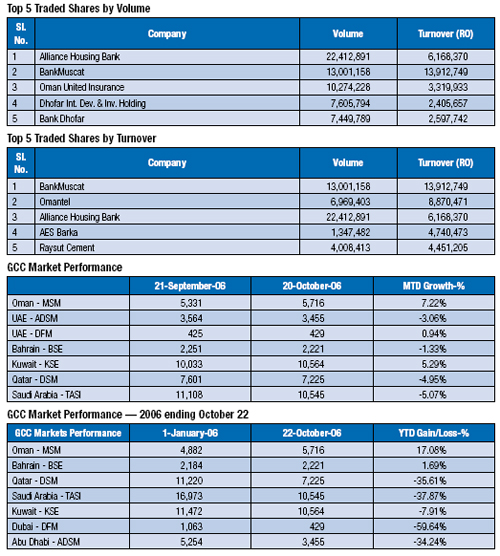 Top 5 Traded Shares by Volume
Sl. No. Company Volume Turnover (RO)
1 Alliance Housing Bank 22,412,891 6,168,370
2 BankMuscat 13,001,158 13,912,749
3 Oman United Insurance 10,274,228 3,319,933
4 Dhofar Int. Dev. & Inv. Holding 7,605,794 2,405,657
5 Bank Dhofar 7,449,789 2,597,742
Top 5 Traded Shares by Turnover
Sl. No. Company Volume Turnover (RO)
1 BankMuscat 13,001,158 13,912,749
2 Omantel 6,969,403 8,870,471
3 Alliance Housing Bank 22,412,891 6,168,370
4 AES Barka 1,347,482 4,740,473
5 Raysut Cement 4,008,413 4,451,205
GCC Market Performance
21-September-06 20-October-06 MTD Growth-%
Oman - MSM 5,331 5,716 7.22%
UAE - ADSM 3,564 3,455 -3.06%
UAE - DFM 425 429 0.94%
Bahrain - BSE 2,251 2,221 -1.33%
Kuwait - KSE 10,033 10,564 5.29%
Qatar - DSM 7,601 7,225 -4.95%
Saudi Arabia - TASI 11,108 10,545 -5.07%
GCC Market Performance — 2006 ending October 22
GCC Markets Performance 1-January-06 22-October-06 YTD Gain/Loss-%
Oman - MSM 4,882 5,716 17.08%
Bahrain - BSE 2,184 2,221 1.69%
Qatar - DSM 11,220 7,225 -35.61%
Saudi Arabia - TASI 16,973 10,545 -37.87%
Kuwait - KSE 11,472 10,564 -7.91%
Dubai - DFM 1,063 429 -59.64%
Abu Dhabi - ADSM 5,254 3,455 -34.24%